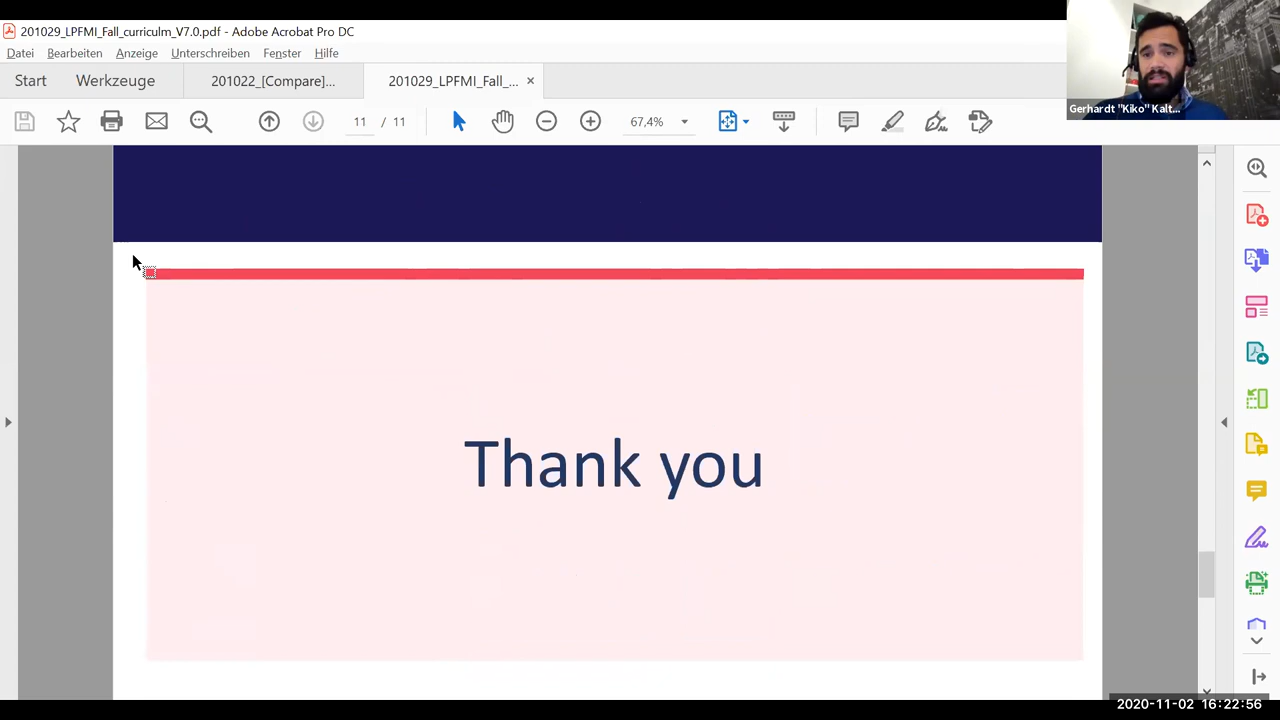 201029_LPFMI_Fall_curriculm_V7.0.pdf - Adobe Acrobat Pro DC
Datei Bearbeiten Anzeige Unterschreiben Fenster Hilfe
Start Werkzeuge 201022_[Compare]... 201029_LPFMI_Fall_... ×
11 / 11 67,4%
Gerhardt "Kiko" Kalt...
Thank you
2020-11-02 16:22:56